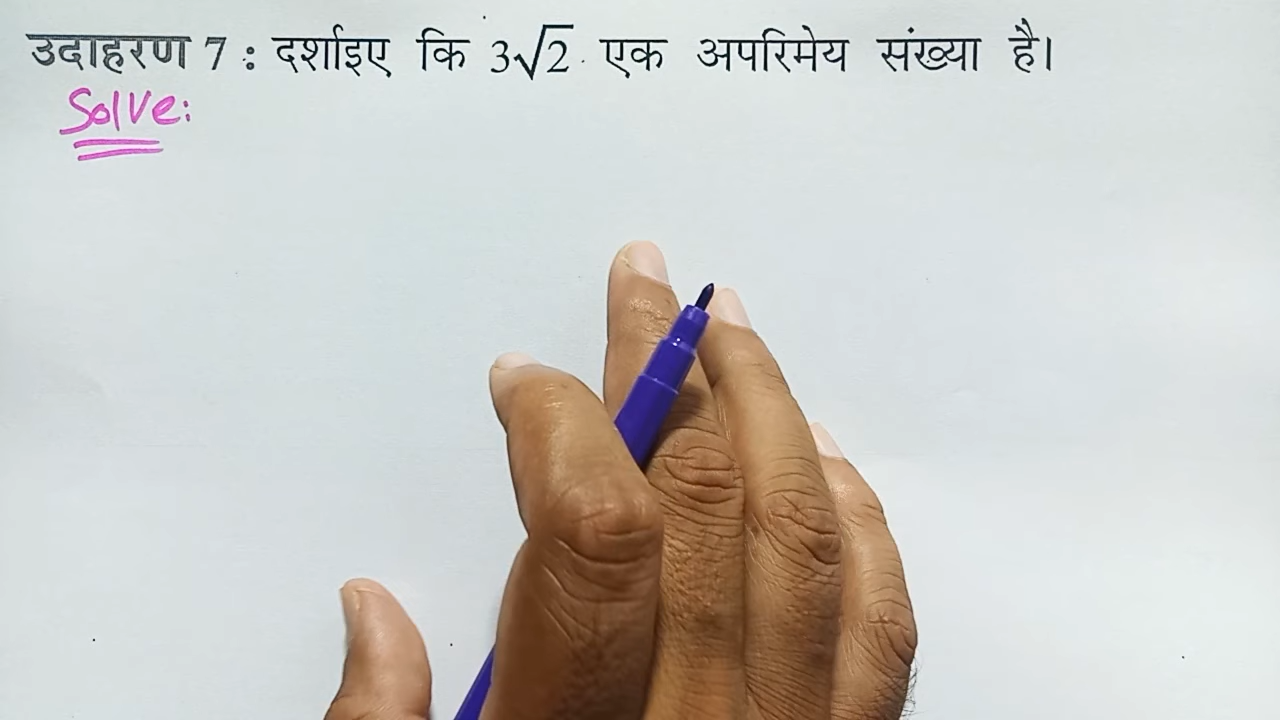 उदाहरण 7 : दर्शाइए कि 3√2 एक अपरिमेय संख्या है।
Solve: